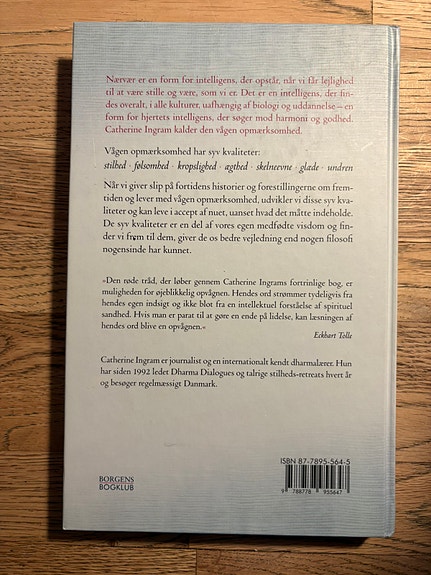 Nærvær er en form for intelligens, der opstår, når vi får lejlighed
til at være stille og være, som vi er. Det er en intelligens, der fin-
des overalt, i alle kulturer, uafhængig af biologi og uddannelse – en
form for hjertets intelligens, der søger mod harmoni og godhed.
Catherine Ingram kalder den vågen opmærksomhed.
Vågen opmærksomhed har syv kvaliteter:
stilhed · følsomhed · kropslighed · ægthed · skelneevne · glæde · undren
Når vi giver slip på fortidens historier og forestillingerne om frem-
tiden og lever med vågen opmærksomhed, udvikler vi disse syv kva-
liteter og kan leve i accept af nuet, uanset hvad det måtte indeholde.
De syv kvaliteter er en del af vores egen medfødte visdom og fin-
der vi frem til dem, giver de os bedre vejledning end nogen filosofi
nogensinde har kunnet.
»Den røde tråd, der løber gennem Catherine Ingrams fortrinlige bog, er
muligheden for øjeblikkelig opvågnen. Hendes ord strømmer tydeligvis fra
hendes egen indsigt og ikke blot fra en intellektuel forståelse af spirituel
sandhed. Hvis man er parat til at gøre en ende på lidelse, kan læsningen af
hendes ord blive en opvågnen.«
Eckhart Tolle
Catherine Ingram er journalist og en internationalt kendt dharmalærer. Hun
har siden 1992 ledet Dharma Dialogues og talrige stilheds-retreats hvert år
og besøger regelmæssigt Danmark.
ISBN 87-7895-564-5
9 788778 955647
BORGENS
BOGKLUB